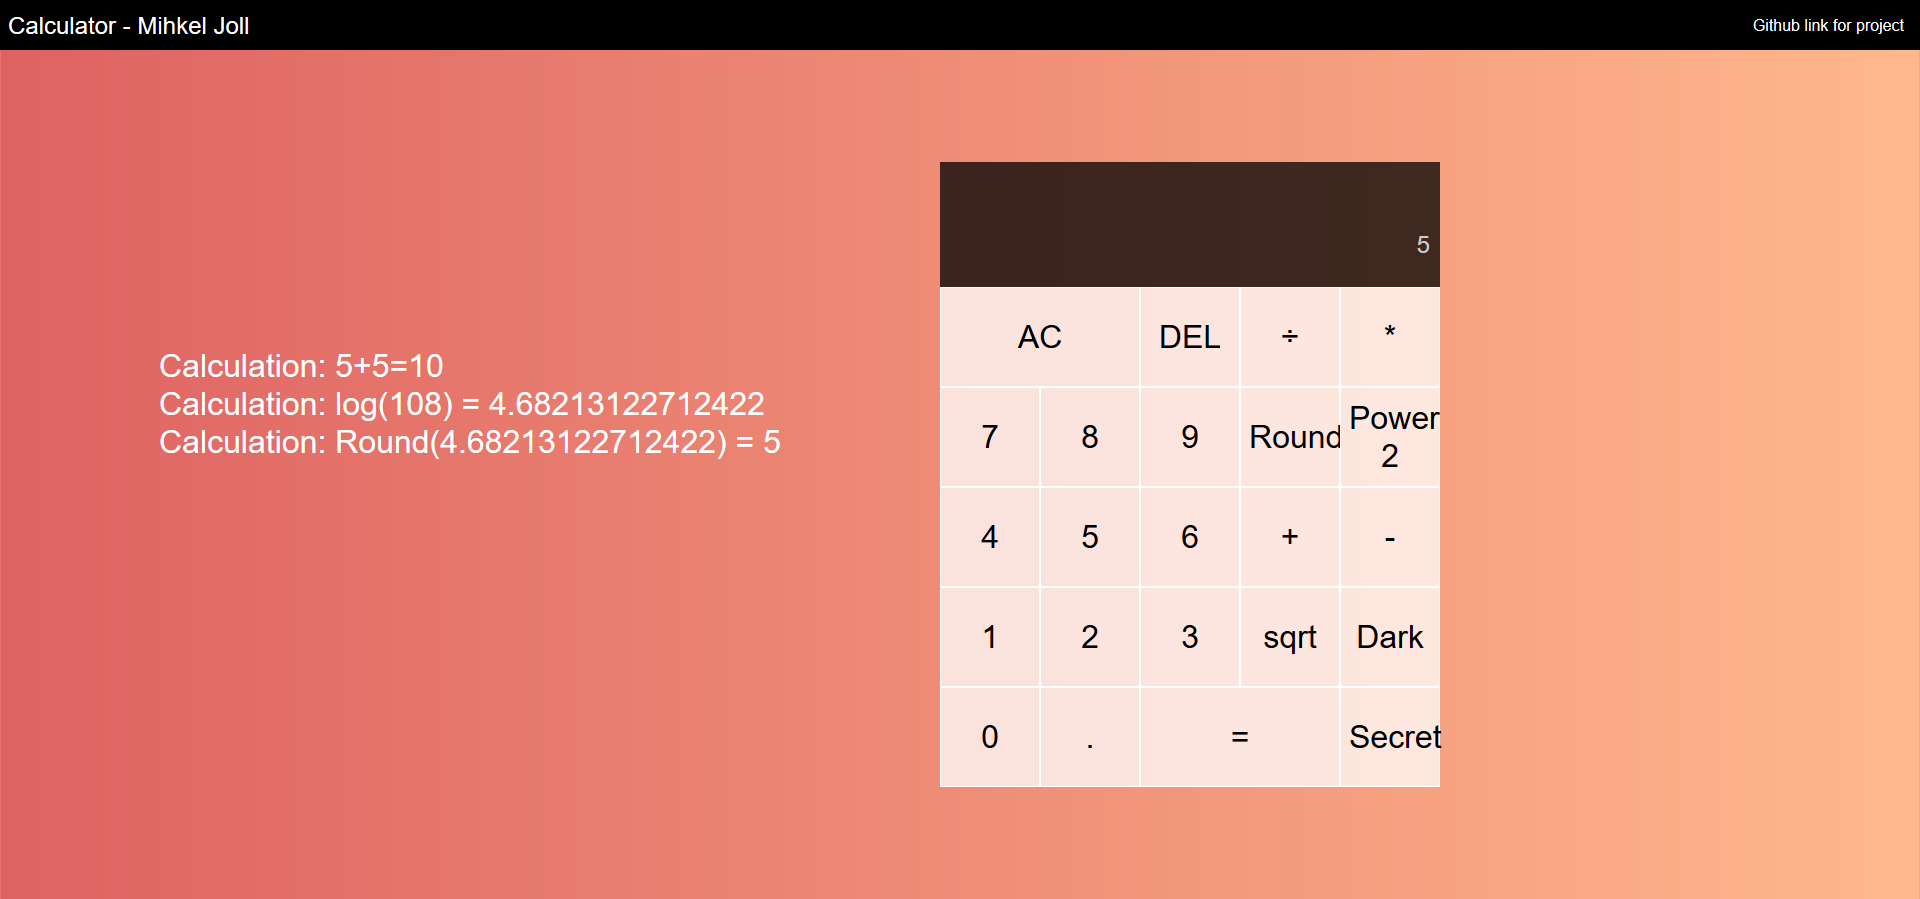 Calculator - Mihkel Joll
Github link for project
5
Calculation: 5+5=10
Calculation: log(108) = 4.68213122712422
Calculation: Round(4.68213122712422) = 5
AC DEL ÷ *
7 8 9 Round Power
2
4 5 6 + -
1 2 3 sqrt Dark
0 . = Secret